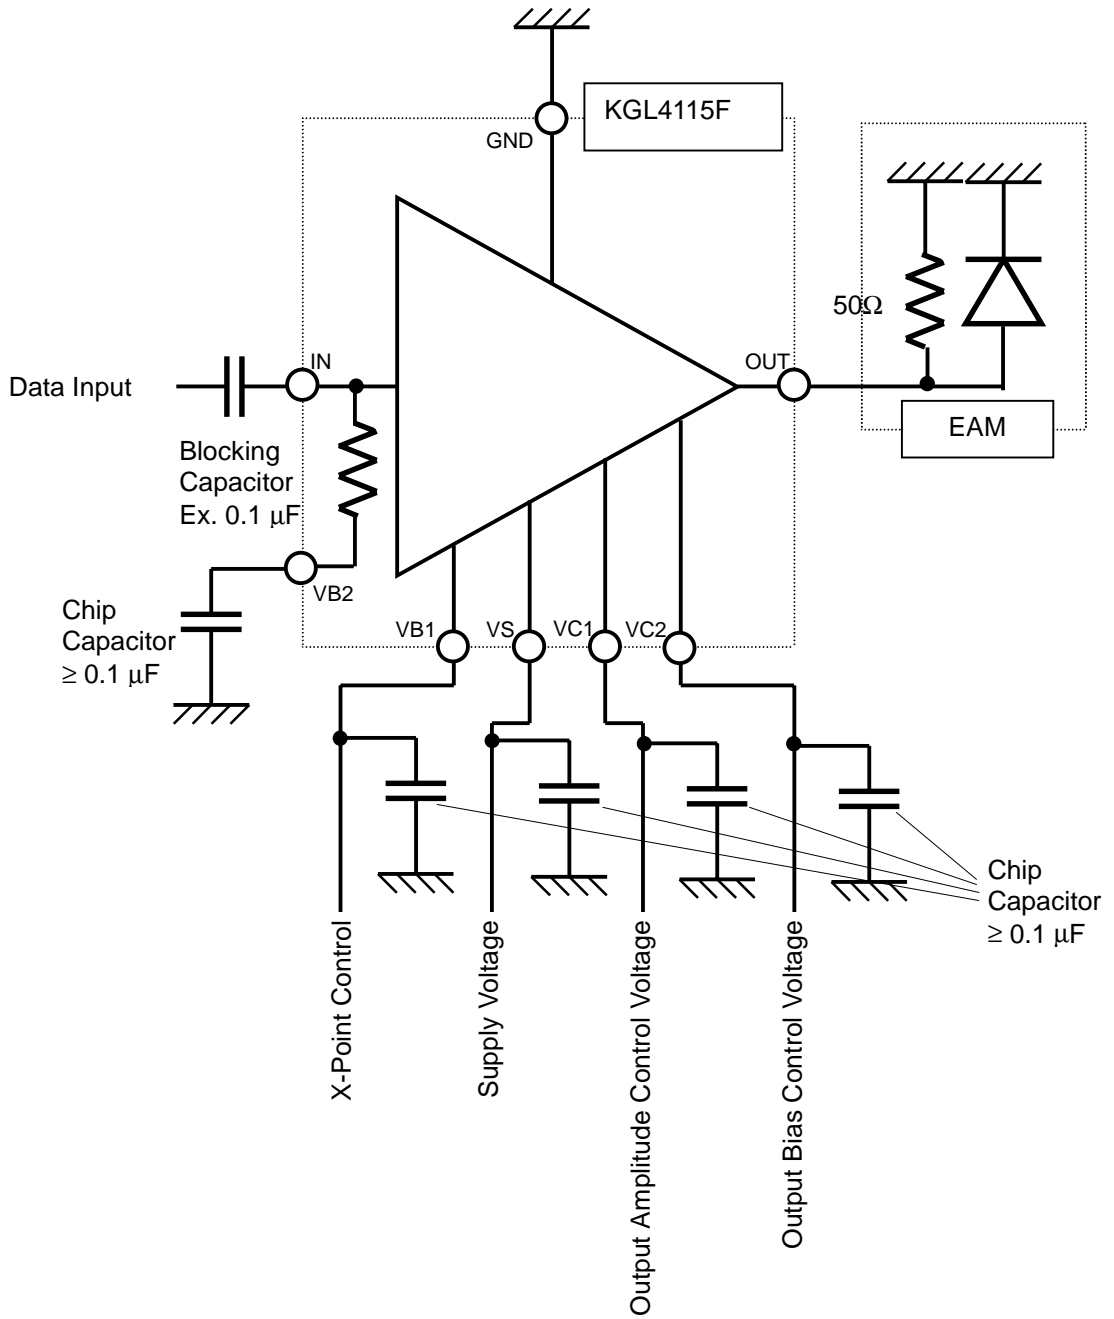 KGL4115F
GND
50Ω
IN
OUT
Data Input
EAM
Blocking
Capacitor
Ex. 0.1 μF
VB2
Chip
Capacitor
≥ 0.1 μF
VB1
VS
VC1
VC2
Chip
Capacitor
≥ 0.1 μF
X-Point Control
Supply Voltage
Output Amplitude Control Voltage
Output Bias Control Voltage